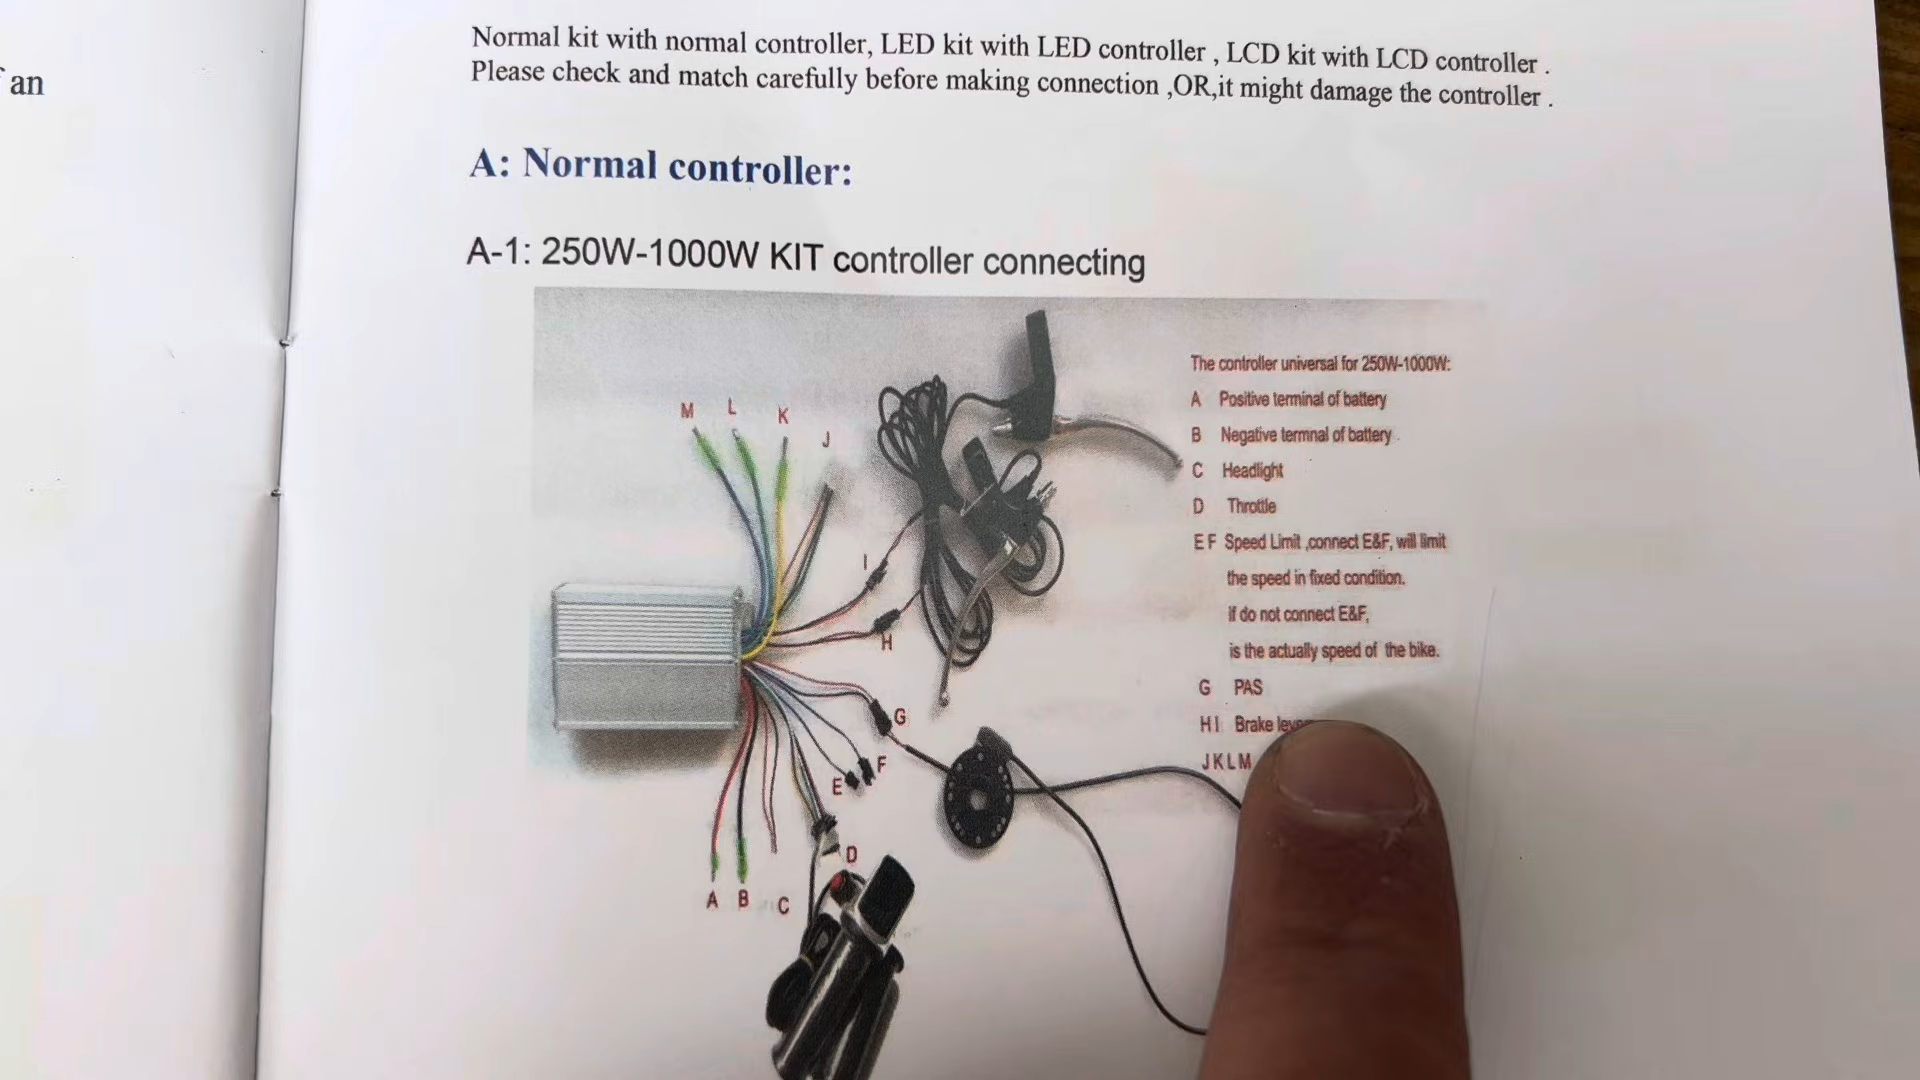 an
Normal kit with normal controller, LED kit with LED controller , LCD kit with LCD controller .
Please check and match carefully before making connection ,OR,it might damage the controller .
A: Normal controller:
A-1: 250W-1000W KIT controller connecting
The controller universal for 250W-1000W:
A Positive terminal of battery
B Negative termnal of battery
C Headlight
D Throttle
E F Speed Limit ,connect E&F, will limit
the speed in fixed condition.
if do not connect E&F,
is the actually speed of the bike.
G PAS
H I Brake
J K L M
M
L
K
J
I
H
G
F
E
D
A
B
C